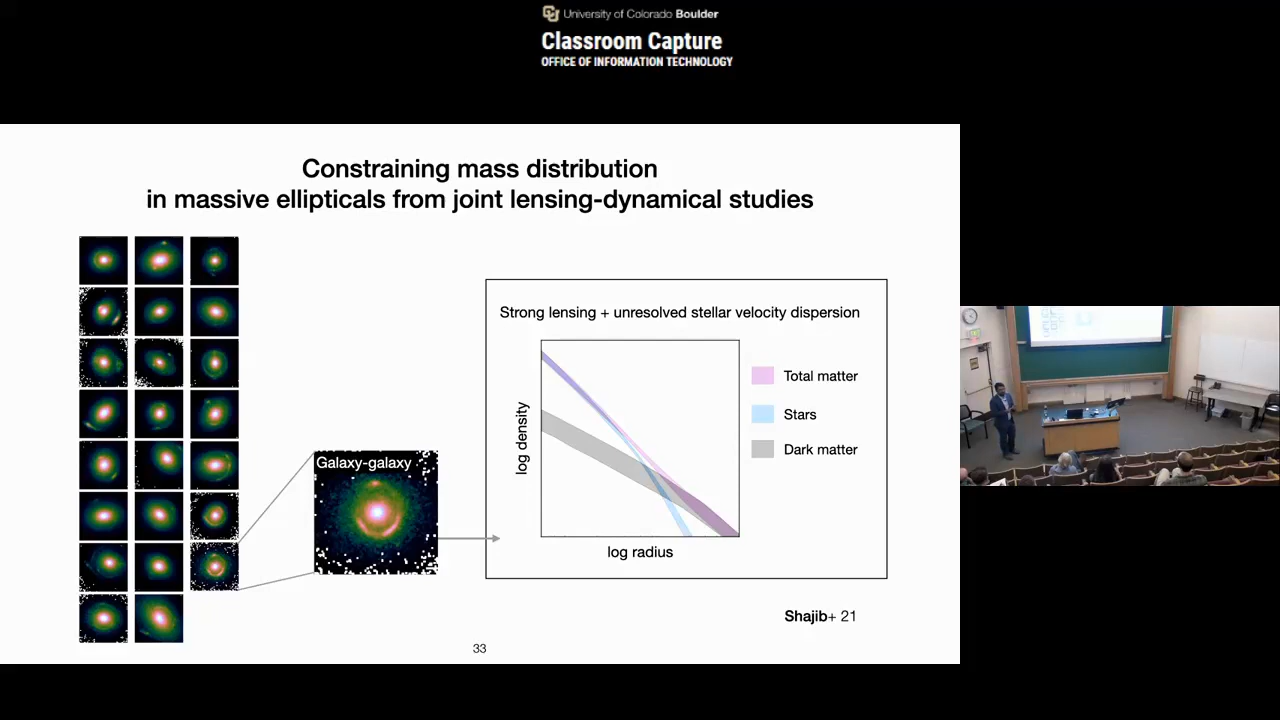 University of Colorado Boulder
Classroom Capture
OFFICE OF INFORMATION TECHNOLOGY
Constraining mass distribution
in massive ellipticals from joint lensing-dynamical studies
Galaxy-galaxy
Strong lensing + unresolved stellar velocity dispersion
log density
log radius
Total matter
Stars
Dark matter
Shajib+ 21
33